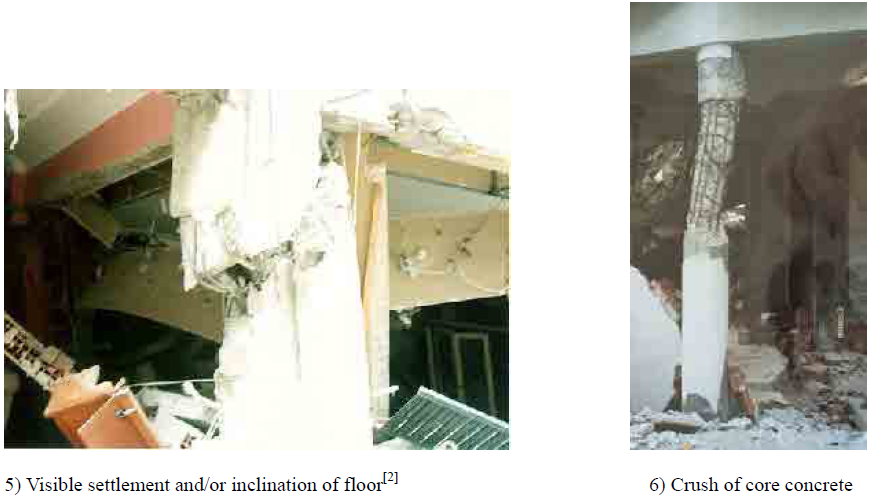 5) Visible settlement and/or inclination of floor[2]
6) Crush of core concrete